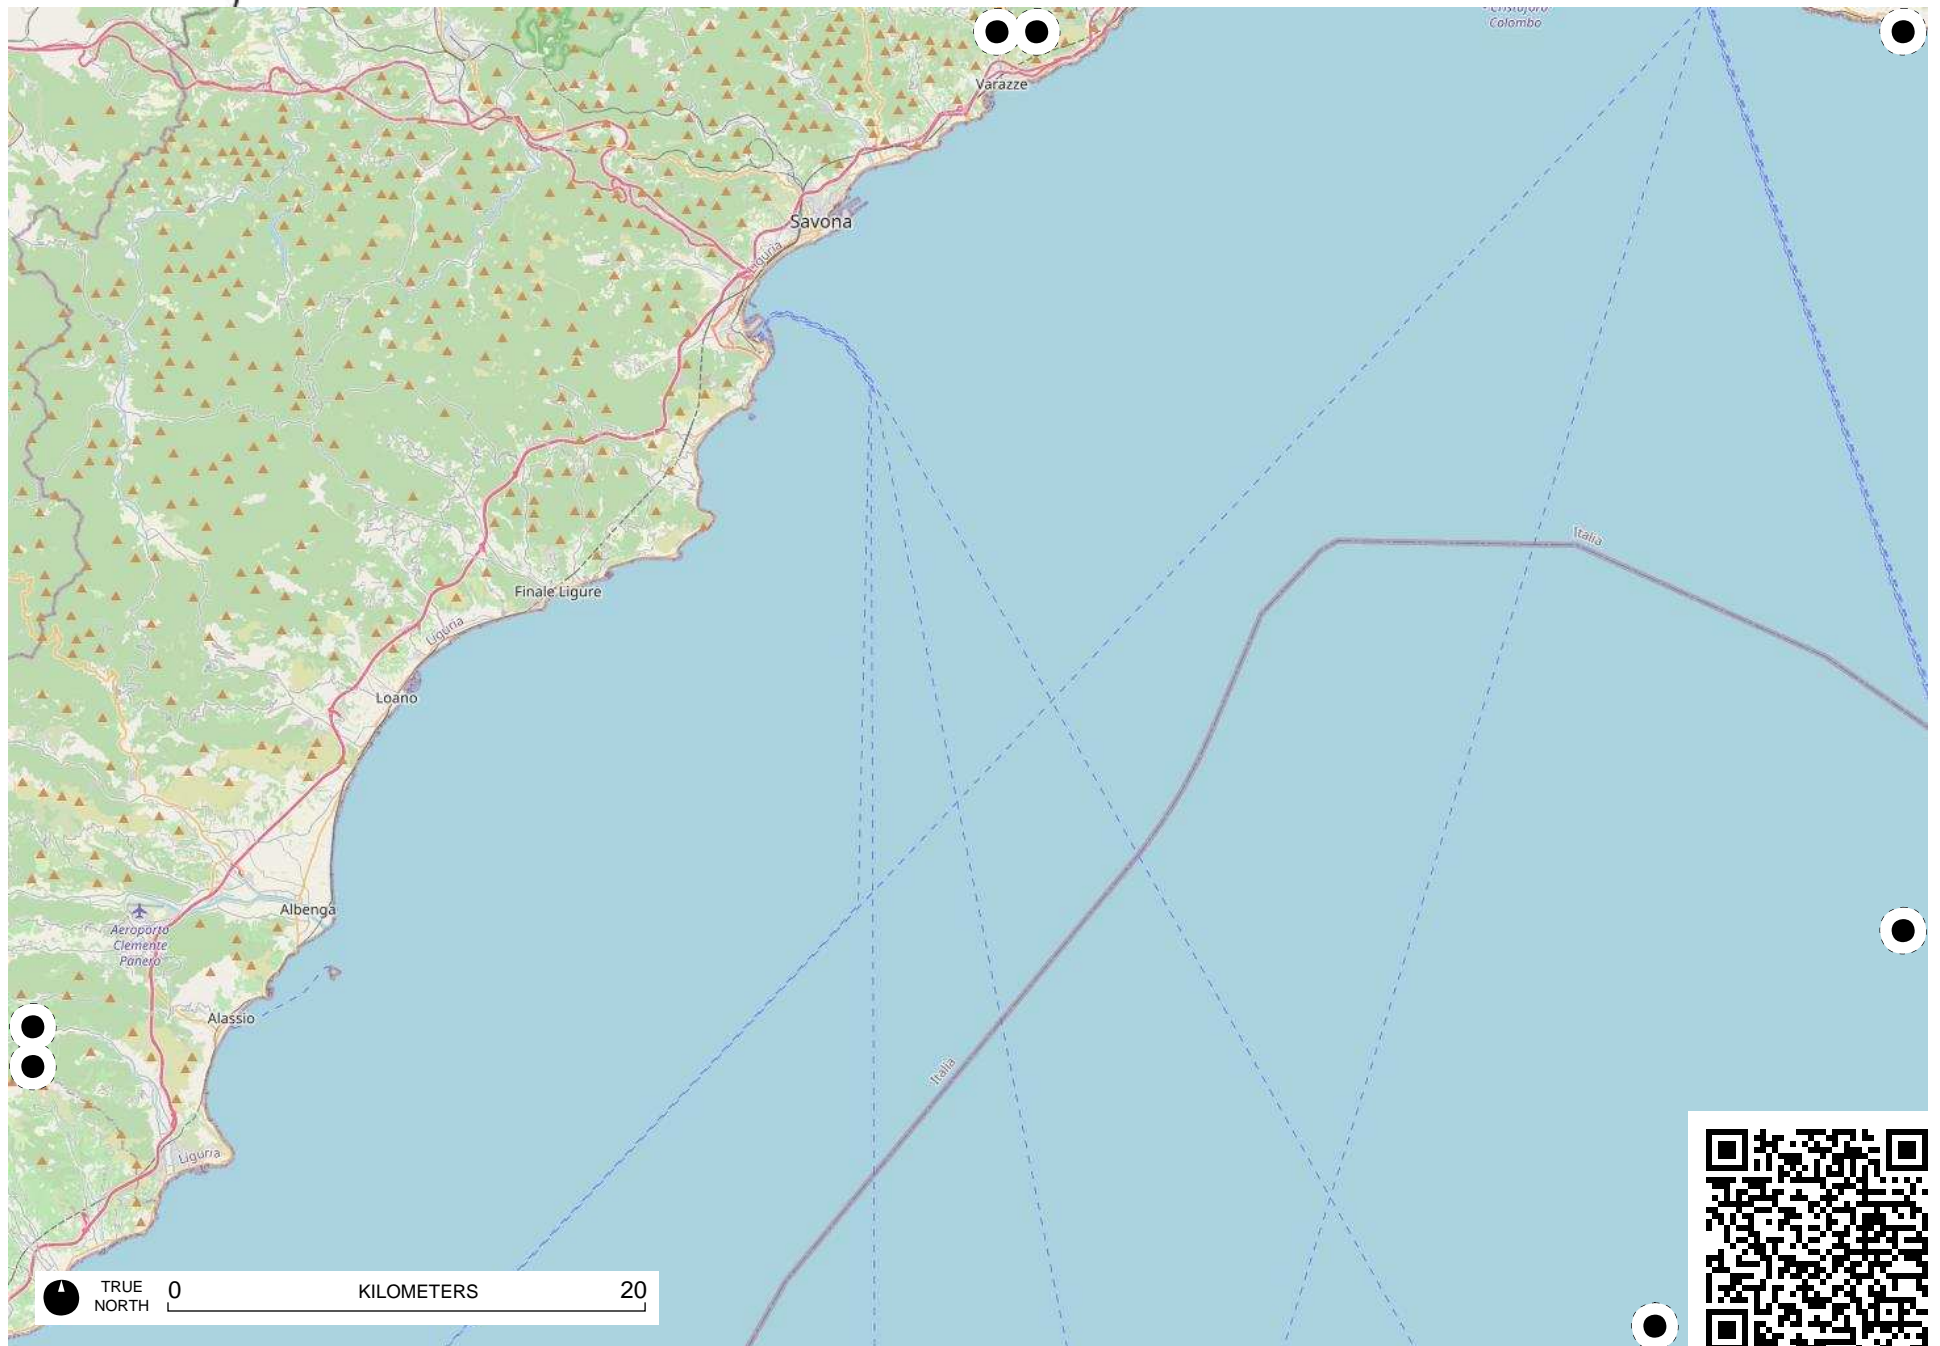 Cristoforo
Colombo
Varazze
Savona
Liguria
Italia
Finale Ligure
Liguria
Loano
Albenga
Aeroporto
Clemente
Panero
Alassio
Italia
Liguria
TRUE
NORTH
0 KILOMETERS 20